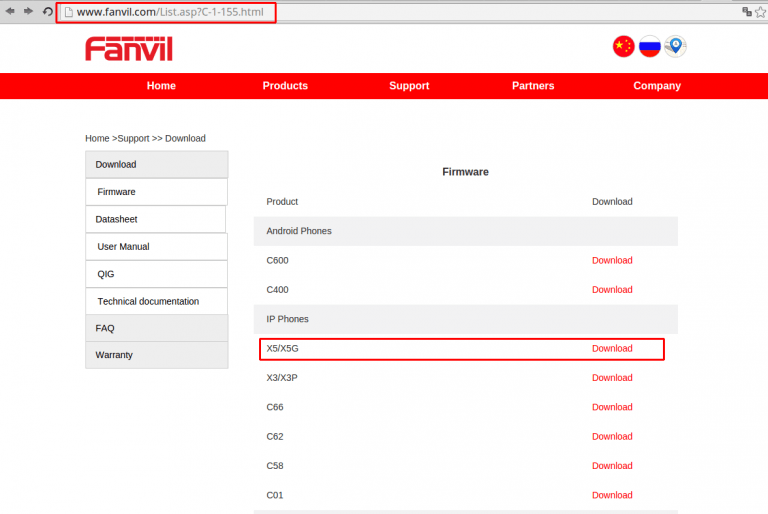 www.fanvil.com/List.asp?C-1-155.html
Fanvil
Home Products Support Partners Company
Home >Support >> Download
Download
Firmware
Datasheet
User Manual
QIG
Technical documentation
FAQ
Warranty
Firmware
Product Download
Android Phones
C600 Download
C400 Download
IP Phones
X5/X5G Download
X3/X3P Download
C66 Download
C62 Download
C58 Download
C01 Download